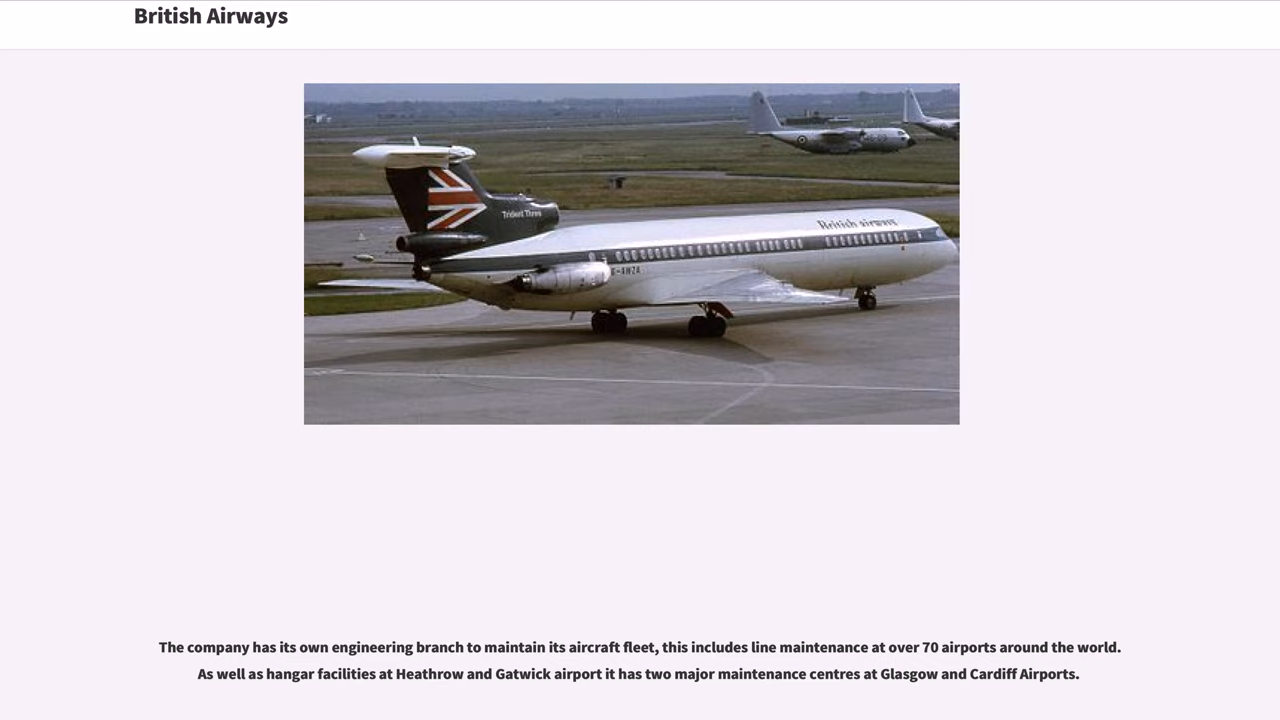 British Airways
Trident Three
British airways
G-AWZA
The company has its own engineering branch to maintain its aircraft fleet, this includes line maintenance at over 70 airports around the world.
As well as hangar facilities at Heathrow and Gatwick airport it has two major maintenance centres at Glasgow and Cardiff Airports.